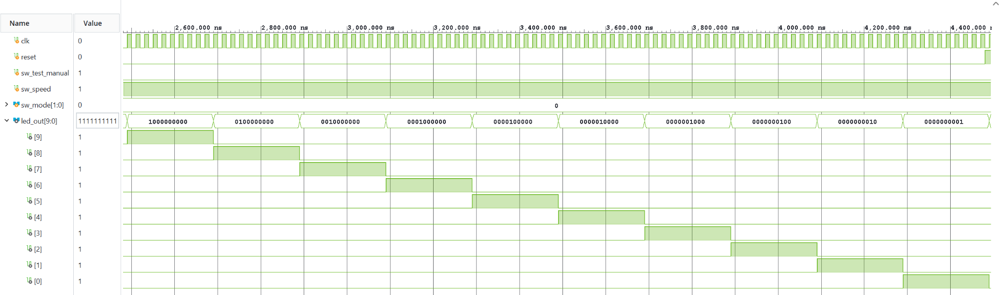 Name Value
2,600.000 ns 2,800.000 ns 3,000.000 ns 3,200.000 ns 3,400.000 ns 3,600.000 ns 3,800.000 ns 4,000.000 ns 4,200.000 ns 4,400.000
clk 0
reset 0
sw_test_manual 1
sw_speed 1
sw_mode[1:0] 0 0
led_out[9:0] 1111111111 1000000000 0100000000 0010000000 0001000000 0000100000 0000010000 0000001000 0000000100 0000000010 0000000001
[9] 1
[8] 1
[7] 1
[6] 1
[5] 1
[4] 1
[3] 1
[2] 1
[1] 1
[0] 1